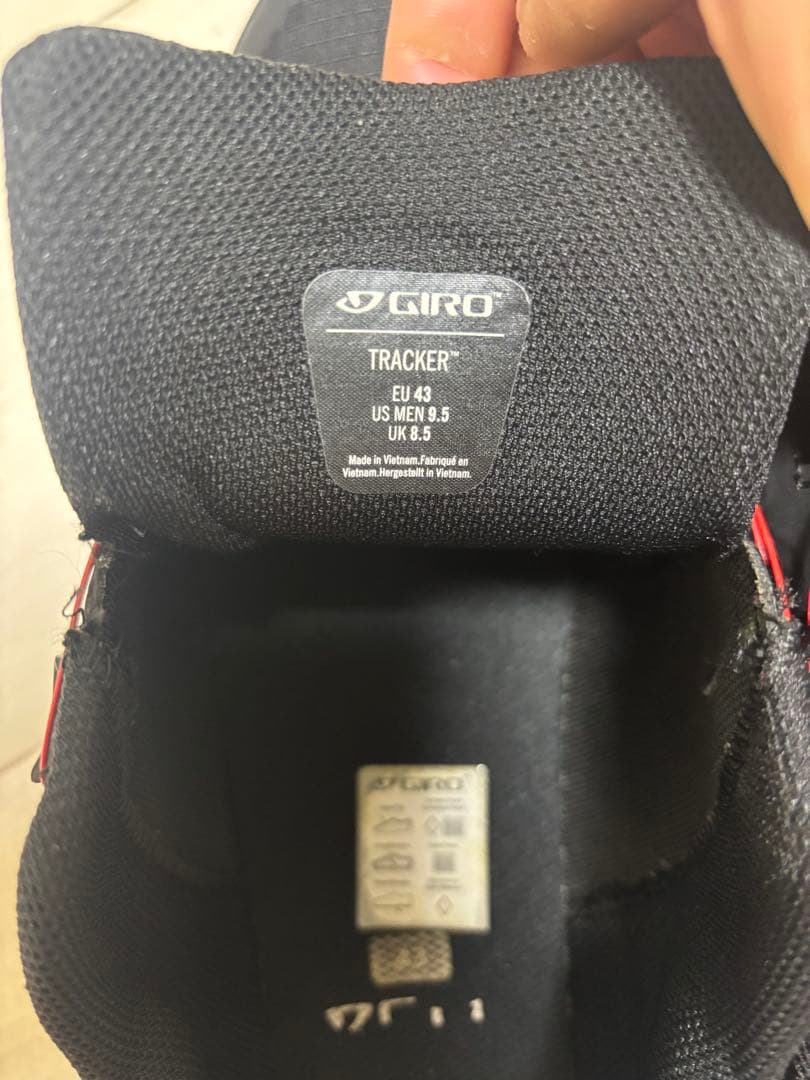 GIRO™
TRACKER™
EU 43
US MEN 9.5
UK 8.5
Made in Vietnam.Fabriqué en
Vietnam.Hergestellt in Vietnam.
GIRO